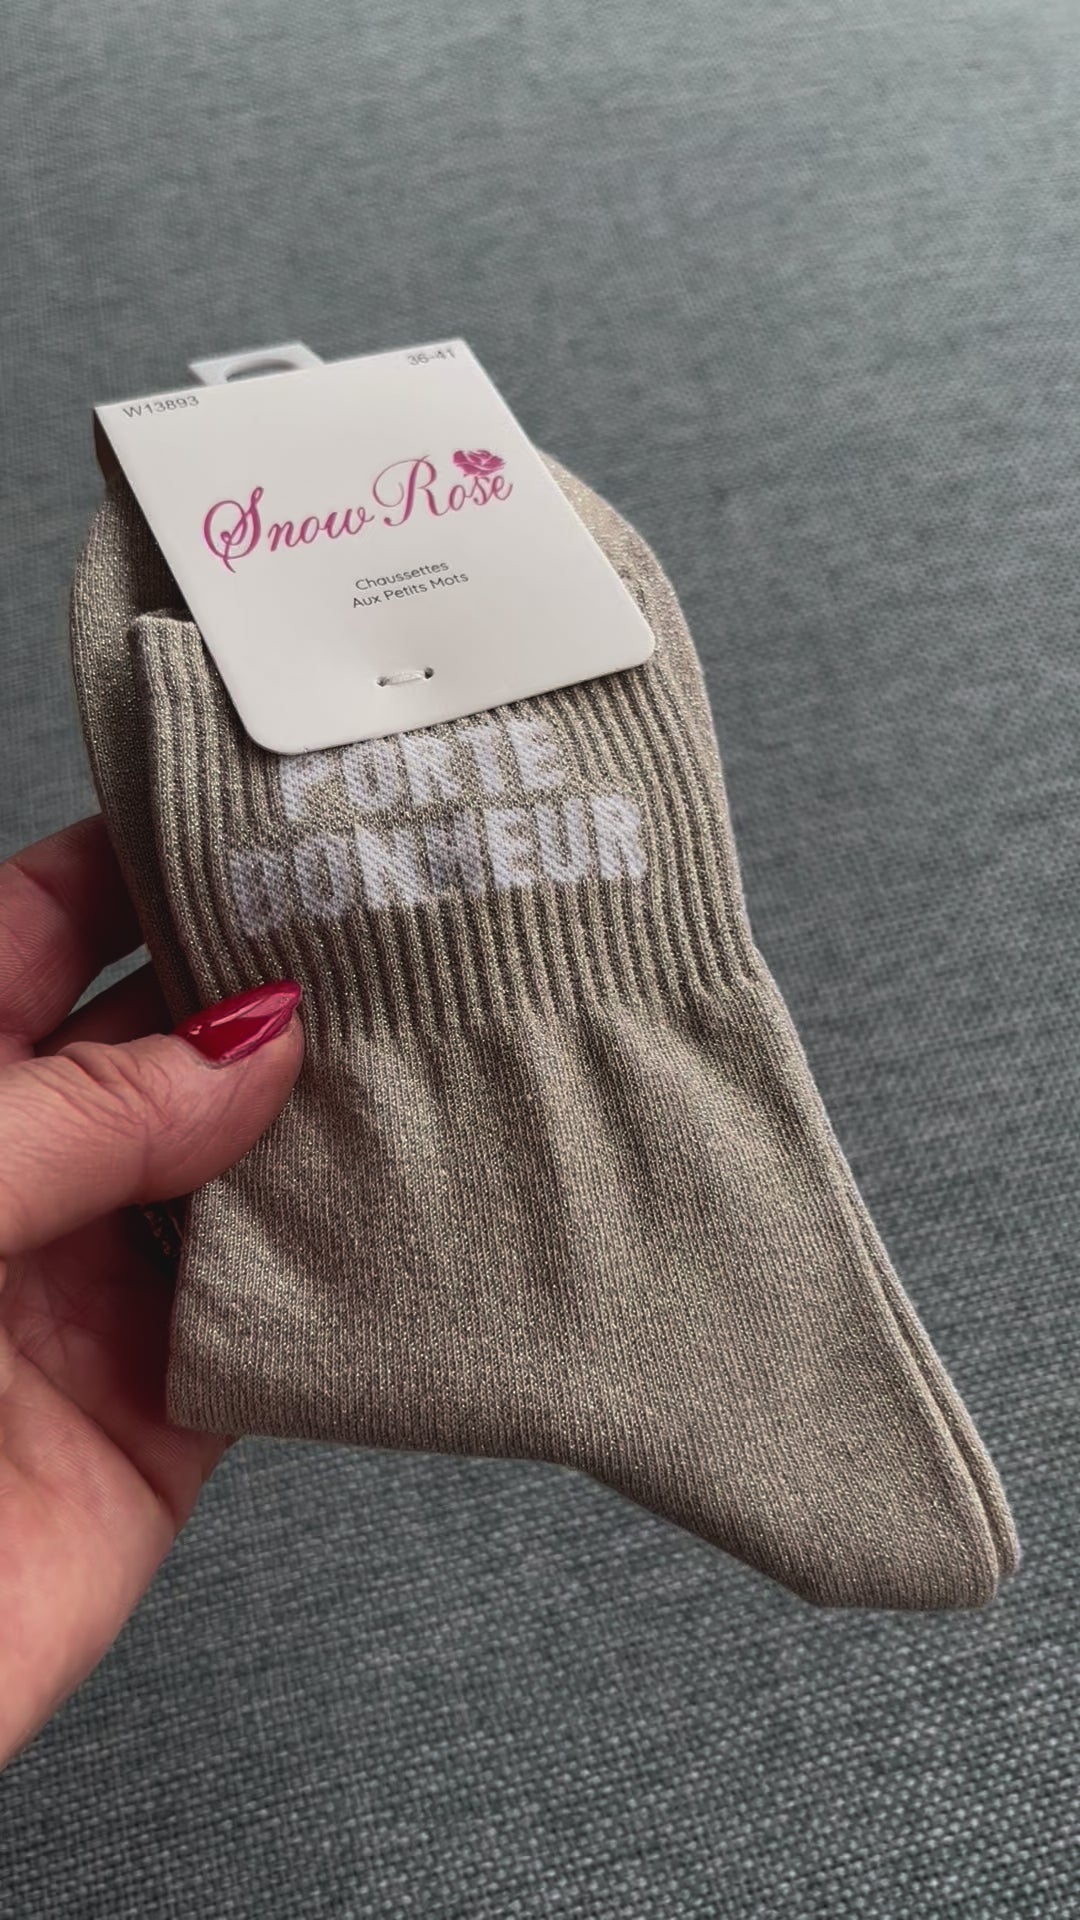 W13893
36-41
Snow Rose
Chaussettes
Aux Petits Mots
PORTE
BONHEUR